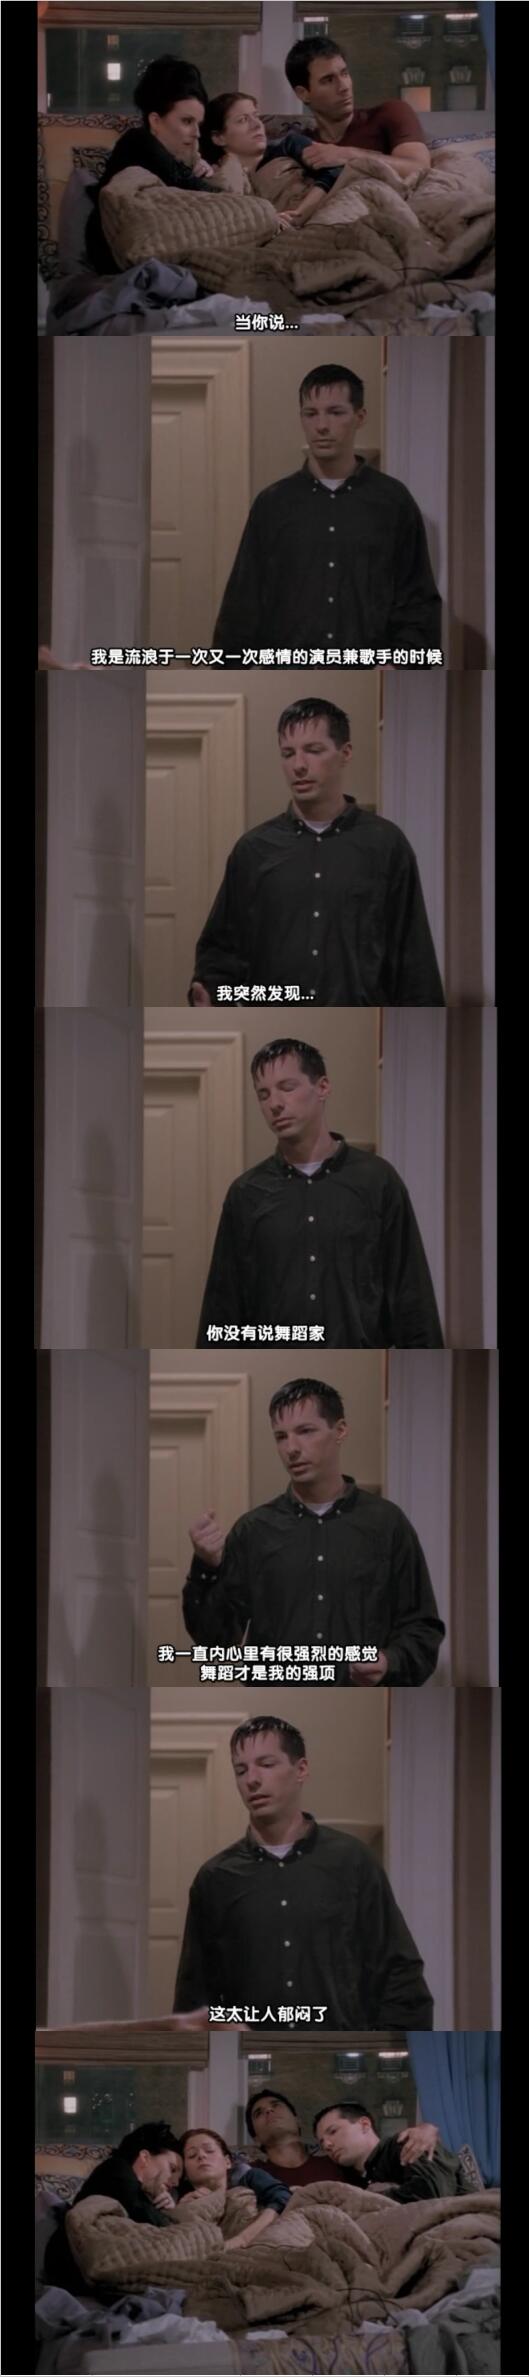 当你说...
我是流浪于一次又一次感情的演员兼歌手的时候
我突然发现...
你没有说舞蹈家
我一直内心里有很强烈的感觉
舞蹈才是我的强项
这太让人郁闷了